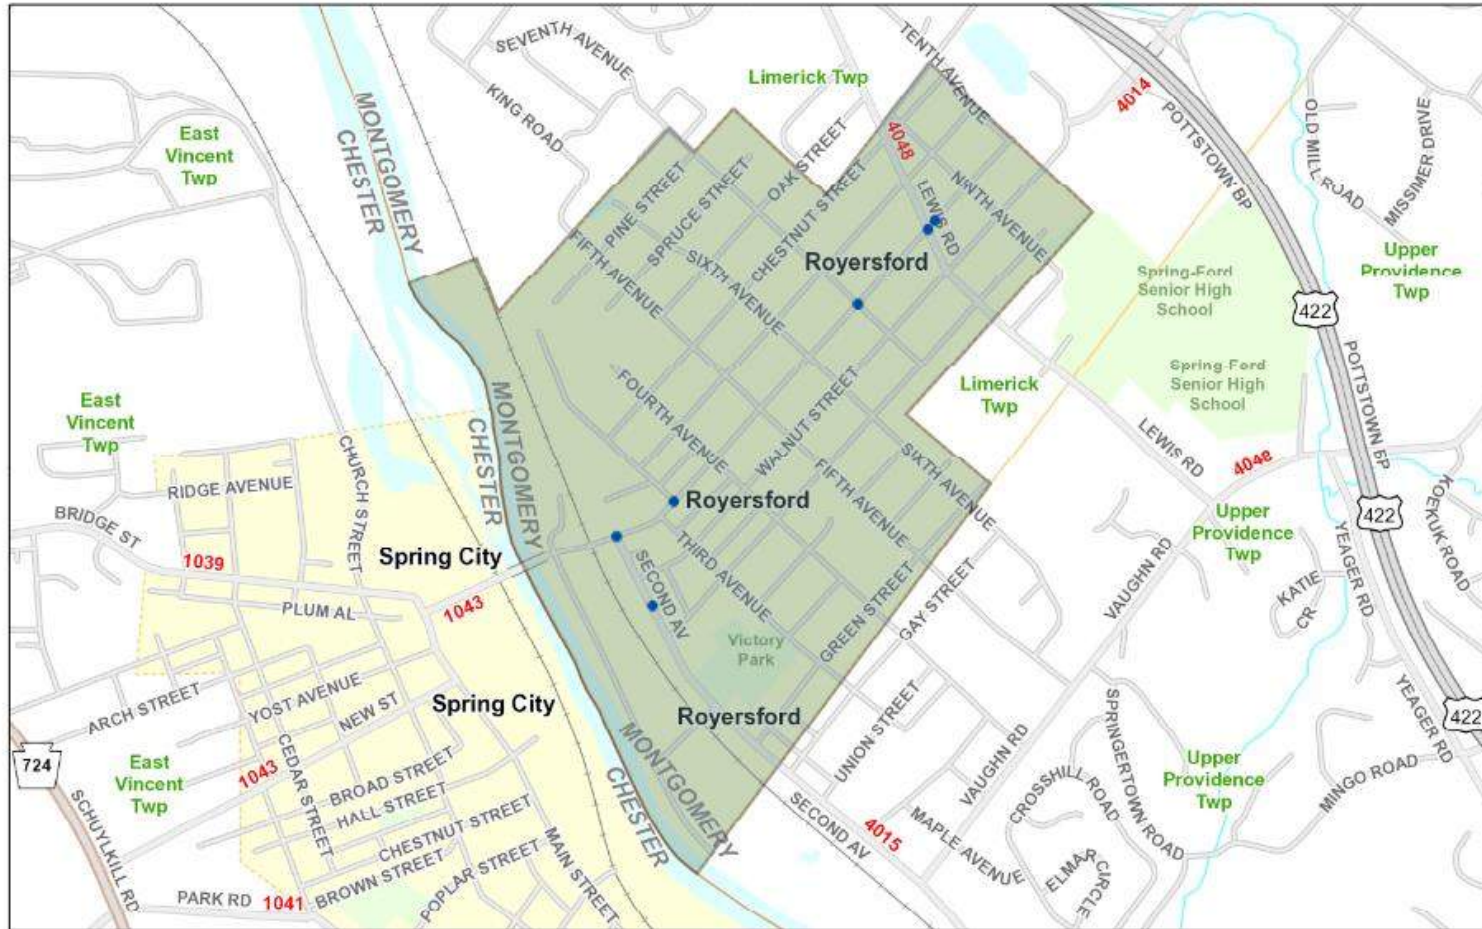 SEVENTH AVENUE
KING ROAD
Limerick Twp
TENTH AVENUE
4014
POTTSTOWN BP
OLD MILL ROAD
MISSIMER DRIVE
MONTGOMERY
CHESTER
East
Vincent
Twp
4048
OAK STREET
PINE STREET
SPRUCE STREET
CHESTNUT STREET
LEWIS RD
NINTH AVENUE
FIFTH AVENUE
SIXTH AVENUE
Royersford
Spring-Ford
Senior High
School
Upper
Providence
Twp
422
POTTSTOWN BP
Spring-Ford
Senior High
School
Limerick
Twp
East
Vincent
Twp
MONTGOMERY
CHESTER
FOURTH AVENUE
WALNUT STREET
FIFTH AVENUE
SIXTH AVENUE
LEWIS RD
4048
CHURCH STREET
RIDGE AVENUE
BRIDGE ST
1039
PLUM AL
Spring City
1043
Royersford
THIRD AVENUE
SECOND AV
Victory
Park
GREEN STREET
GAY STREET
VAUGHN RD
Upper
Providence
Twp
422
KOEKUK ROAD
YEAGER RD
KATIE
CR
ARCH STREET
YOST AVENUE
NEW ST
Spring City
Royersford
UNION STREET
VAUGHN RD
SPRINGERTOWN ROAD
CROSSHILL ROAD
Upper
Providence
Twp
YEAGER RD
422
MINGO ROAD
724
East
Vincent
Twp
1043
CEDAR STREET
BROAD STREET
HALL STREET
CHESTNUT STREET
BROWN STREET
POPLAR STREET
MAIN STREET
MONTGOMERY
CHESTER
SECOND AV
4015
MAPLE AVENUE
ELMAR CIRCLE
SCHUYLKILL RD
PARK RD
1041